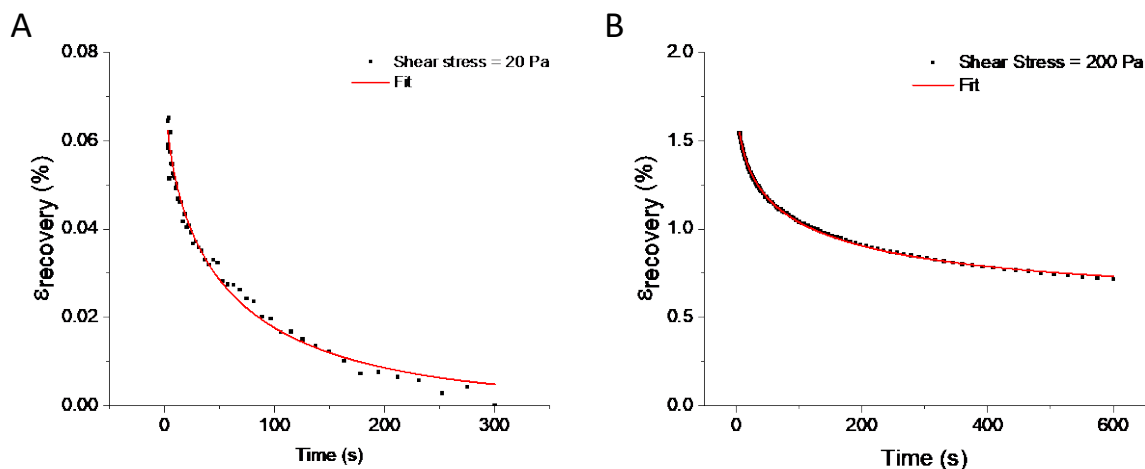 A
0.08
0.06
0.04
0.02
0.00
εrecovery (%)
Shear stress = 20 Pa
Fit
0
100
200
300
Time (s)
B
2.0
1.5
1.0
0.5
0.0
εrecovery (%)
Shear Stress = 200 Pa
Fit
0
200
400
600
Time (s)